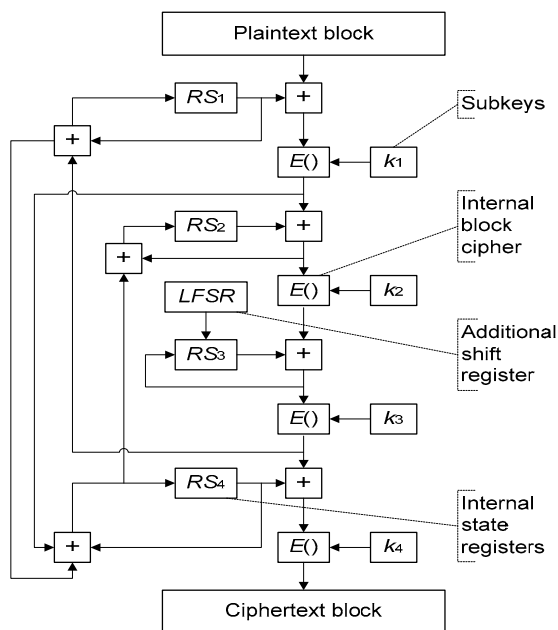 Plaintext block
RS1
+
Subkeys
+
E()
k1
RS2
+
Internal
block
cipher
+
E()
k2
LFSR
Additional
shift
register
RS3
+
E()
k3
RS4
+
Internal
state
registers
+
E()
k4
Ciphertext block